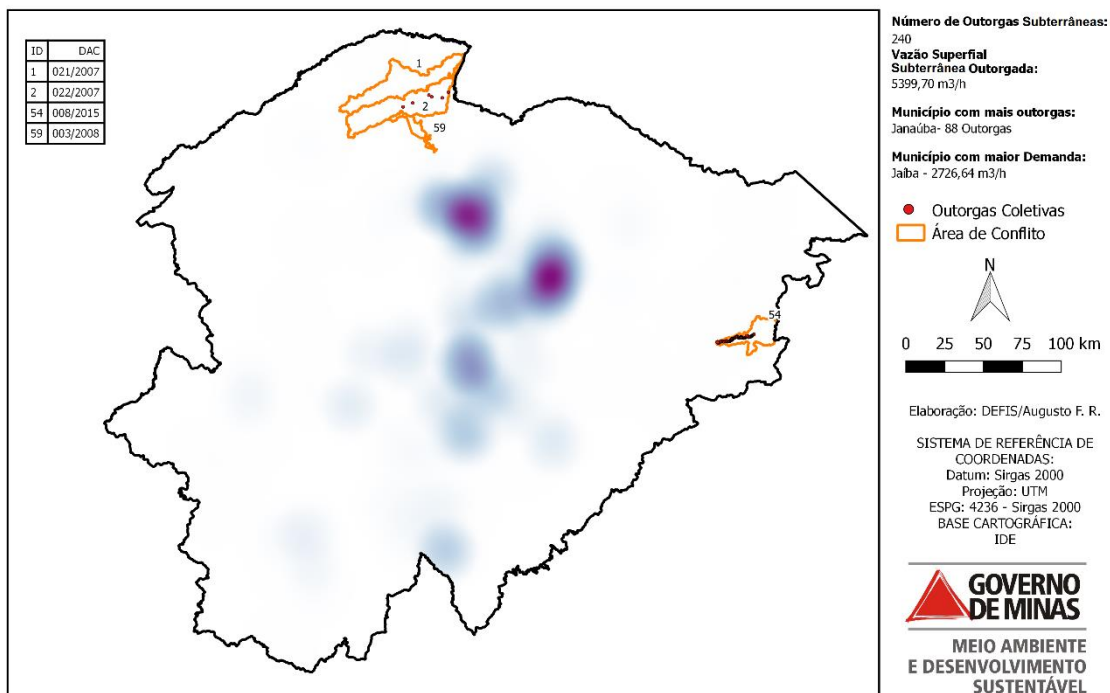 ID DAC
1 021/2007
2 022/2007
54 008/2015
59 003/2008
1
2
59
54
Número de Outorgas Subterrâneas:
240
Vazão Superfial
Subterrânea Outorgada:
5399,70 m3/h
Município com mais outorgas:
Janaúba- 88 Outorgas
Município com maior Demanda:
Jaíba - 2726,64 m3/h
Outorgas Coletivas
Área de Conflito
N
0 25 50 75 100 km
Elaboração: DEFIS/Augusto F. R.
SISTEMA DE REFERÊNCIA DE
COORDENADAS:
Datum: Sirgas 2000
Projeção: UTM
ESPG: 4236 - Sirgas 2000
BASE CARTOGRÁFICA:
IDE
GOVERNO
DE MINAS
MEIO AMBIENTE
E DESENVOLVIMENTO
SUSTENTÁVEL